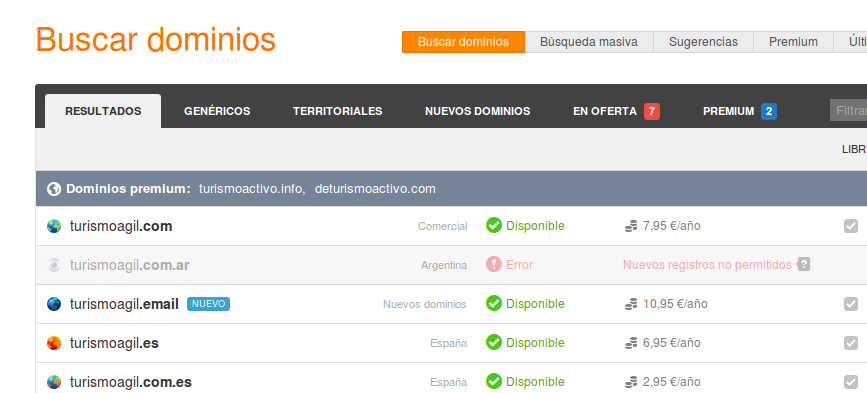 Buscar dominios
Buscar dominios Búsqueda masiva Sugerencias Premium Últi
RESULTADOS GENÉRICOS TERRITORIALES NUEVOS DOMINIOS EN OFERTA 7 PREMIUM 2 Filtrar
LIBR
Dominios premium: turismoactivo.info, deturismoactivo.com
turismoagil.com Comercial Disponible 7,95 €/año
turismoagil.com.ar Argentina Error Nuevos registros no permitidos ?
turismoagil.email NUEVO Nuevos dominios Disponible 10,95 €/año
turismoagil.es España Disponible 6,95 €/año
turismoagil.com.es España Disponible 2,95 €/año